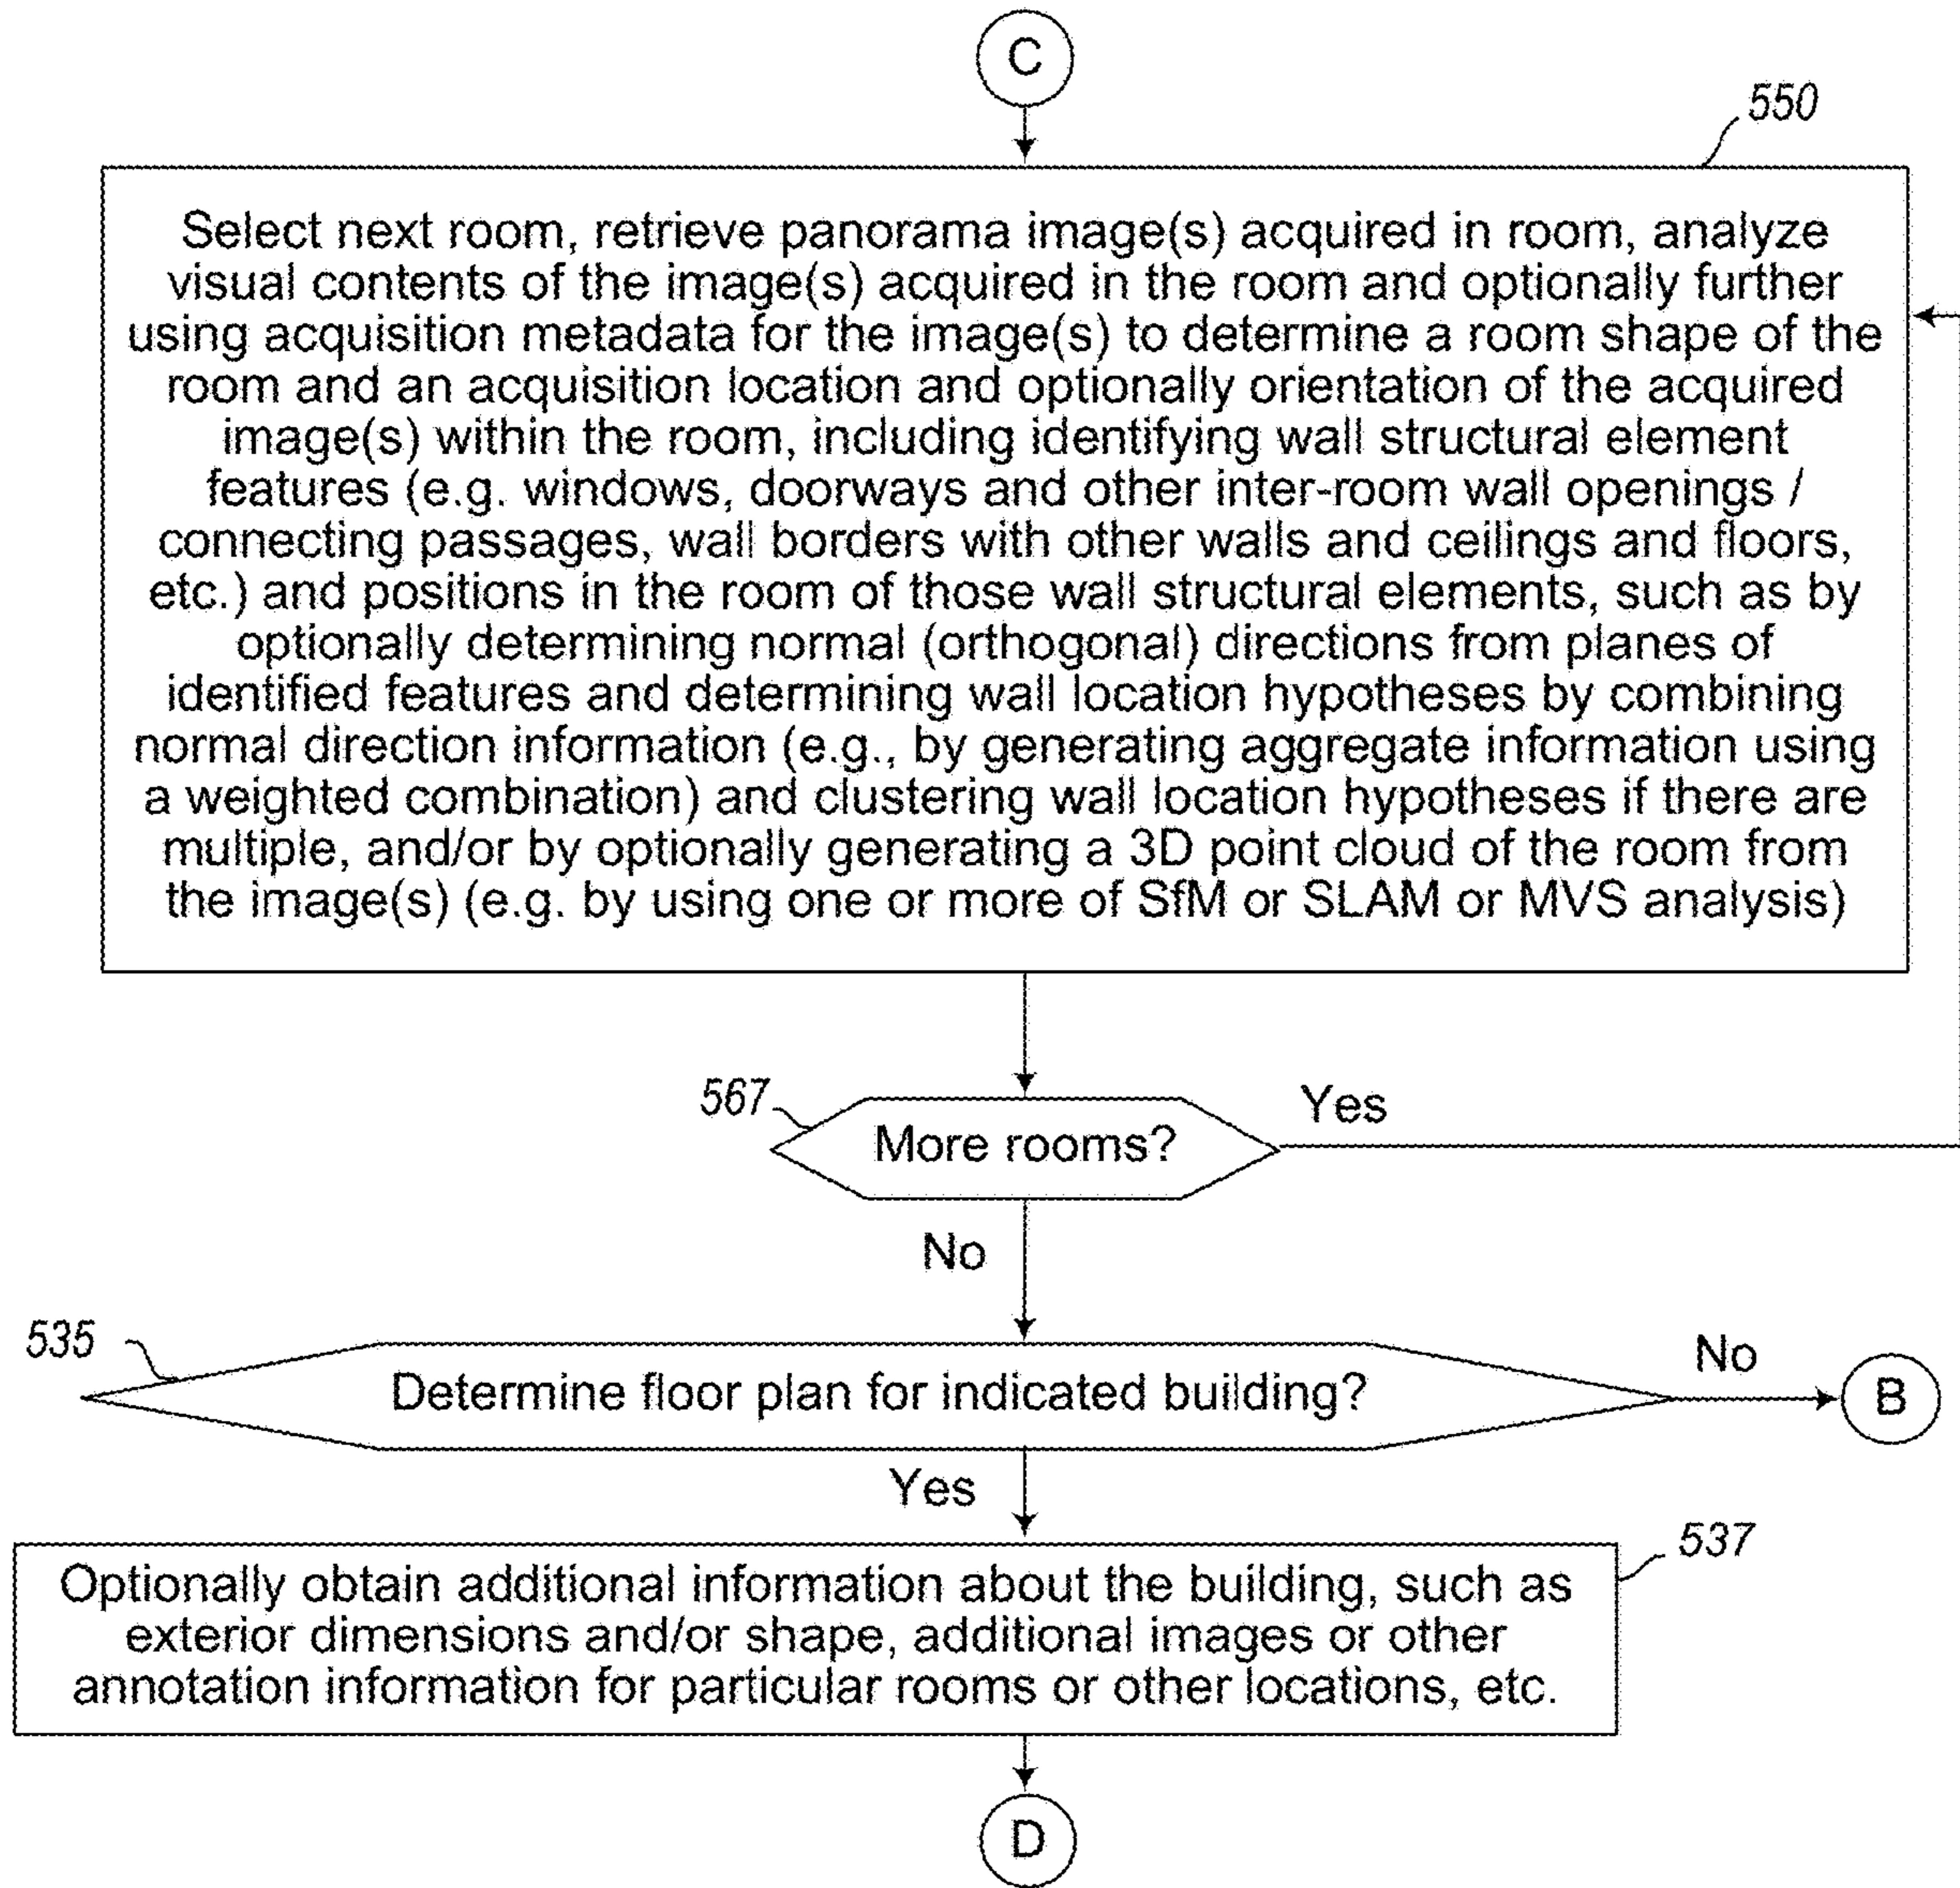 C
550
Select next room, retrieve panorama image(s) acquired in room, analyze
visual contents of the image(s) acquired in the room and optionally further
using acquisition metadata for the image(s) to determine a room shape of the
room and an acquisition location and optionally orientation of the acquired
image(s) within the room, including identifying wall structural element
features (e.g. windows, doorways and other inter-room wall openings /
connecting passages, wall borders with other walls and ceilings and floors,
etc.) and positions in the room of those wall structural elements, such as by
optionally determining normal (orthogonal) directions from planes of
identified features and determining wall location hypotheses by combining
normal direction information (e.g., by generating aggregate information using
a weighted combination) and clustering wall location hypotheses if there are
multiple, and/or by optionally generating a 3D point cloud of the room from
the image(s) (e.g. by using one or more of SfM or SLAM or MVS analysis)
567
More rooms?
Yes
No
535
Determine floor plan for indicated building?
No
B
Yes
537
Optionally obtain additional information about the building, such as
exterior dimensions and/or shape, additional images or other
annotation information for particular rooms or other locations, etc.
D